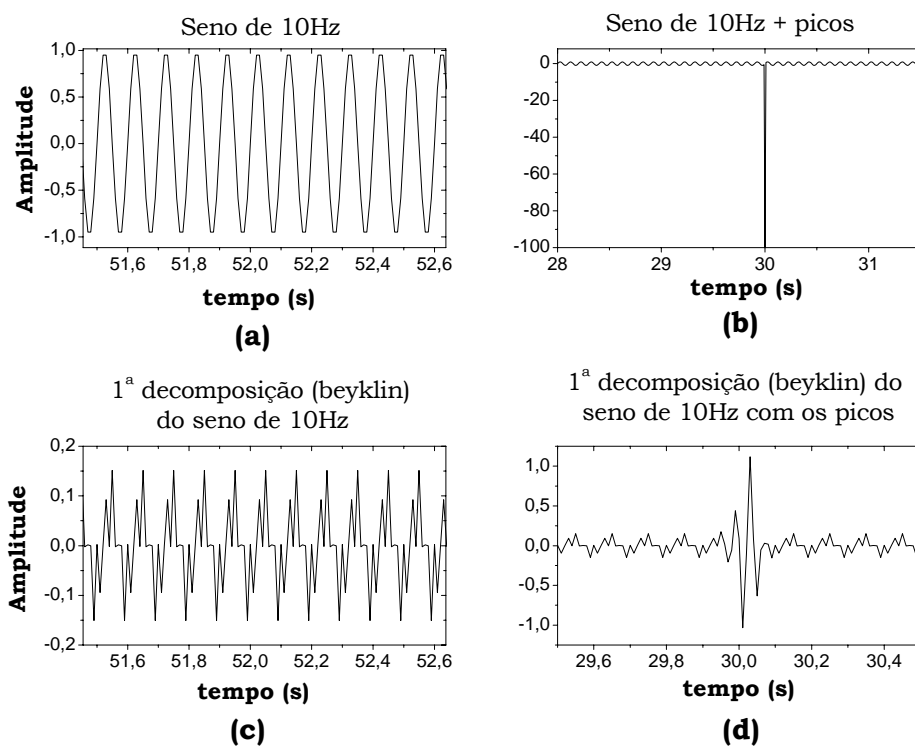 Seno de 10Hz
1,0
0,5
0,0
-0,5
-1,0
Amplitude
51,6 51,8 52,0 52,2 52,4 52,6
tempo (s)
(a)
Seno de 10Hz + picos
0
-20
-40
-60
-80
-100
28 29 30 31
tempo (s)
(b)
1ª decomposição (beyklin)
do seno de 10Hz
0,2
0,1
0,0
-0,1
-0,2
Amplitude
51,6 51,8 52,0 52,2 52,4 52,6
tempo (s)
(c)
1ª decomposição (beyklin) do
seno de 10Hz com os picos
1,0
0,5
0,0
-0,5
-1,0
29,6 29,8 30,0 30,2 30,4
tempo (s)
(d)